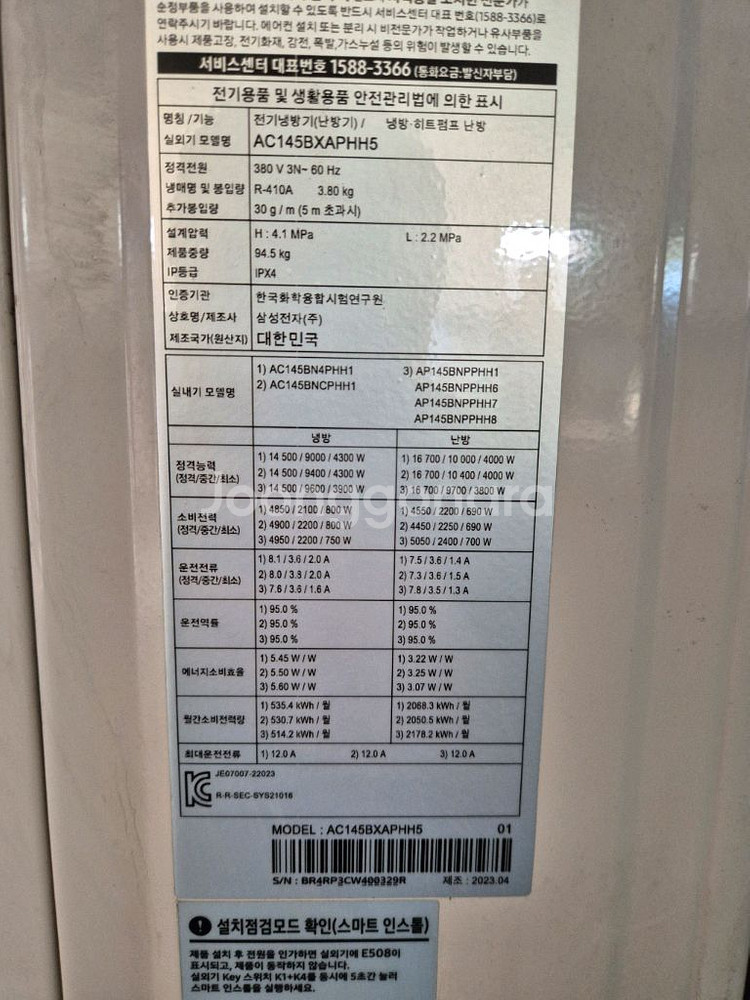 순정부품을 사용하여 설치할 수 있도록 반드시 서비스센터 대표 번호(1588-3366)로
연락주시기 바랍니다. 에어컨 설치 또는 분리 시 비전문가가 작업하거나 유사부품을
사용시 제품고장, 전기화재, 감전, 폭발,가스누설 등의 위험이 발생할 수 있습니다.
서비스센터 대표번호 1588-3366 (통화요금:발신자부담)
전기용품 및 생활용품 안전관리법에 의한 표시
명칭 /기능 전기냉방기(난방기) / 냉방·히트펌프 난방
실외기 모델명 AC145BXAPHH5
정격전원 380 V 3N~ 60 Hz
냉매명 및 봉입량 R-410A 3.80 kg
추가봉입량 30 g / m (5 m 초과시)
설계압력 H : 4.1 MPa L : 2.2 MPa
제품중량 94.5 kg
IP등급 IPX4
인증기관 한국화학융합시험연구원
상호명/제조사 삼성전자(주)
제조국가(원산지) 대한민국
실내기 모델명
1) AC145BN4PHH1 3) AP145BNPPHH1
2) AC145BNCPHH1 AP145BNPPHH6
AP145BNPPHH7
AP145BNPPHH8
냉방 난방
정격능력 (정격/중간/최소)
1) 14 500 / 9000 / 4300 W 1) 16 700 / 10 000 / 4000 W
2) 14 500 / 9400 / 4300 W 2) 16 700 / 10 400 / 4000 W
3) 14 500 / 9600 / 3900 W 3) 16 700 / 9700 / 3800 W
소비전력 (정격/중간/최소)
1) 4850 / 2100 / 800 W 1) 4550 / 2200 / 690 W
2) 4900 / 2200 / 800 W 2) 4450 / 2250 / 690 W
3) 4950 / 2200 / 750 W 3) 5050 / 2400 / 700 W
운전전류 (정격/중간/최소)
1) 8.1 / 3.6 / 2.0 A 1) 7.5 / 3.6 / 1.4 A
2) 8.0 / 3.8 / 2.0 A 2) 7.3 / 3.6 / 1.5 A
3) 7.6 / 3.6 / 1.6 A 3) 7.8 / 3.5 / 1.3 A
운전역률
1) 95.0 % 1) 95.0 %
2) 95.0 % 2) 95.0 %
3) 95.0 % 3) 95.0 %
에너지소비효율
1) 5.45 W / W 1) 3.22 W / W
2) 5.50 W / W 2) 3.25 W / W
3) 5.60 W / W 3) 3.07 W / W
월간소비전력량
1) 535.4 kWh / 월 1) 2068.3 kWh / 월
2) 530.7 kWh / 월 2) 2050.5 kWh / 월
3) 514.2 kWh / 월 3) 2178.2 kWh / 월
최대운전전류 1) 12.0 A 2) 12.0 A 3) 12.0 A
JE07007-22023
R-R-SEC-SYS21016
MODEL : AC145BXAPHH5 01
S/N : BR4RP3CW400329R 제조 : 2023.04
설치점검모드 확인(스마트 인스톨)
제품 설치 후 전원을 인가하면 실외기에 E508이
표시되고, 제품이 동작하지 않습니다.
실외기 Key 스위치 K1+K4를 동시에 5초간 눌러
스마트 인스톨을 실행하세요.
Joonggonara